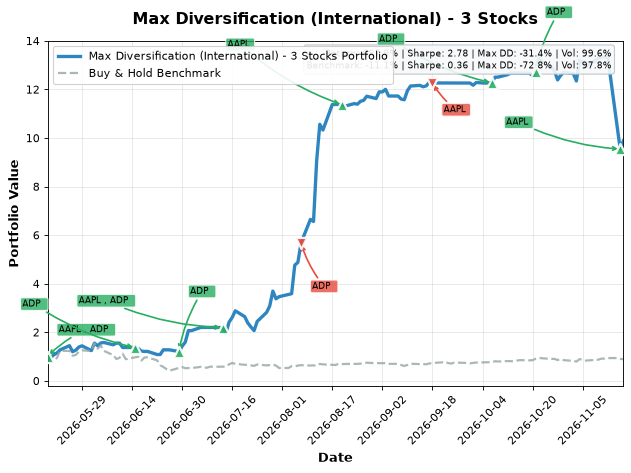 Max Diversification (International) - 3 Stocks
ADP
AAPL
ADP
Max Diversification (International) - 3 Stocks Portfolio
Buy & Hold Benchmark
% | Sharpe: 2.78 | Max DD: -31.4% | Vol: 99.6%
% | Sharpe: 0.36 | Max DD: -72.8% | Vol: 97.8%
AAPL
AAPL
ADP
AAPL , ADP
ADP
AAPL , ADP
ADP
Portfolio Value
14
12
10
8
6
4
2
0
2026-05-29
2026-06-14
2026-06-30
2026-07-16
2026-08-01
2026-08-17
2026-09-02
2026-09-18
2026-10-04
2026-10-20
2026-11-05
Date